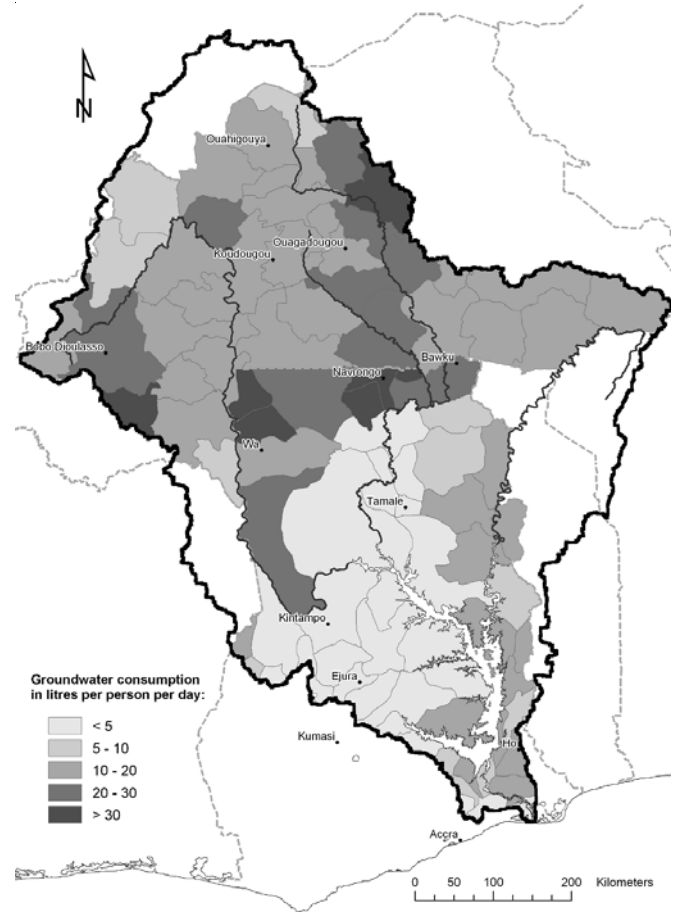 N
Ouahigouya
Ouagadougou
Koudougou
Bobo Dioulasso
Bawku
Navrongo
Wa
Tamale
Kintampo
Groundwater consumption
in litres per person per day:
Ejura
< 5
5 - 10
Kumasi
Ho
10 - 20
20 - 30
> 30
Accra
0 50 100 200 Kilometers